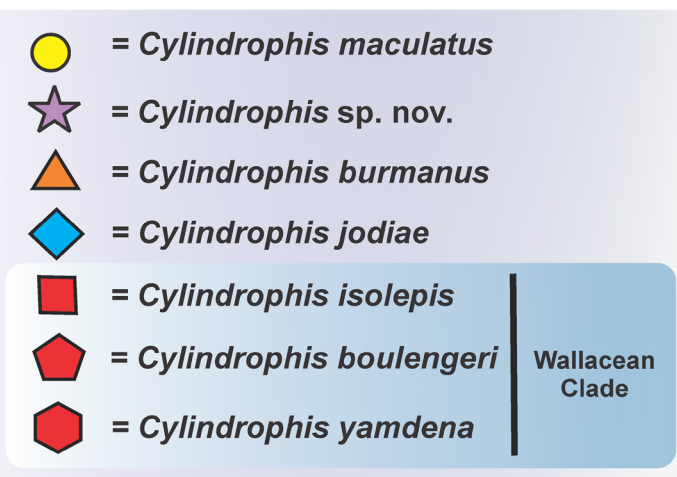 = Cylindrophis maculatus
= Cylindrophis sp. nov.
= Cylindrophis burmanus
= Cylindrophis jodiae
= Cylindrophis isolepis
= Cylindrophis boulengeri
= Cylindrophis yamdena
Wallacean
Clade